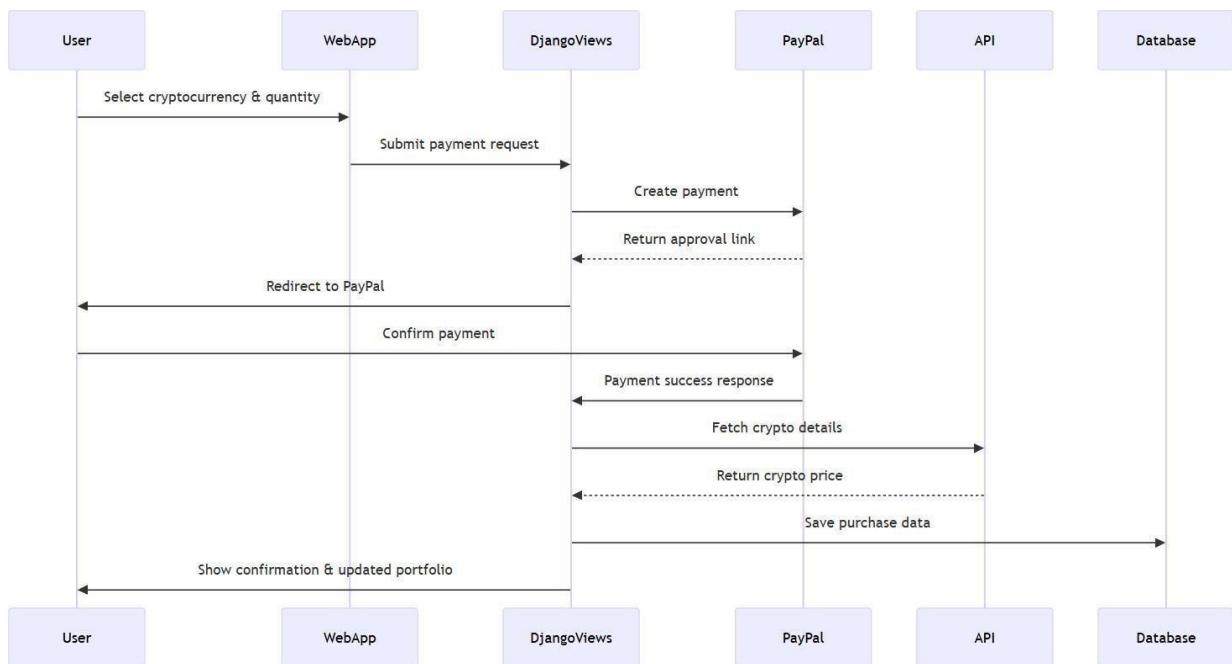 User
WebApp
DjangoViews
PayPal
API
Database
Select cryptocurrency & quantity
Submit payment request
Create payment
Return approval link
Redirect to PayPal
Confirm payment
Payment success response
Fetch crypto details
Return crypto price
Save purchase data
Show confirmation & updated portfolio
User
WebApp
DjangoViews
PayPal
API
Database